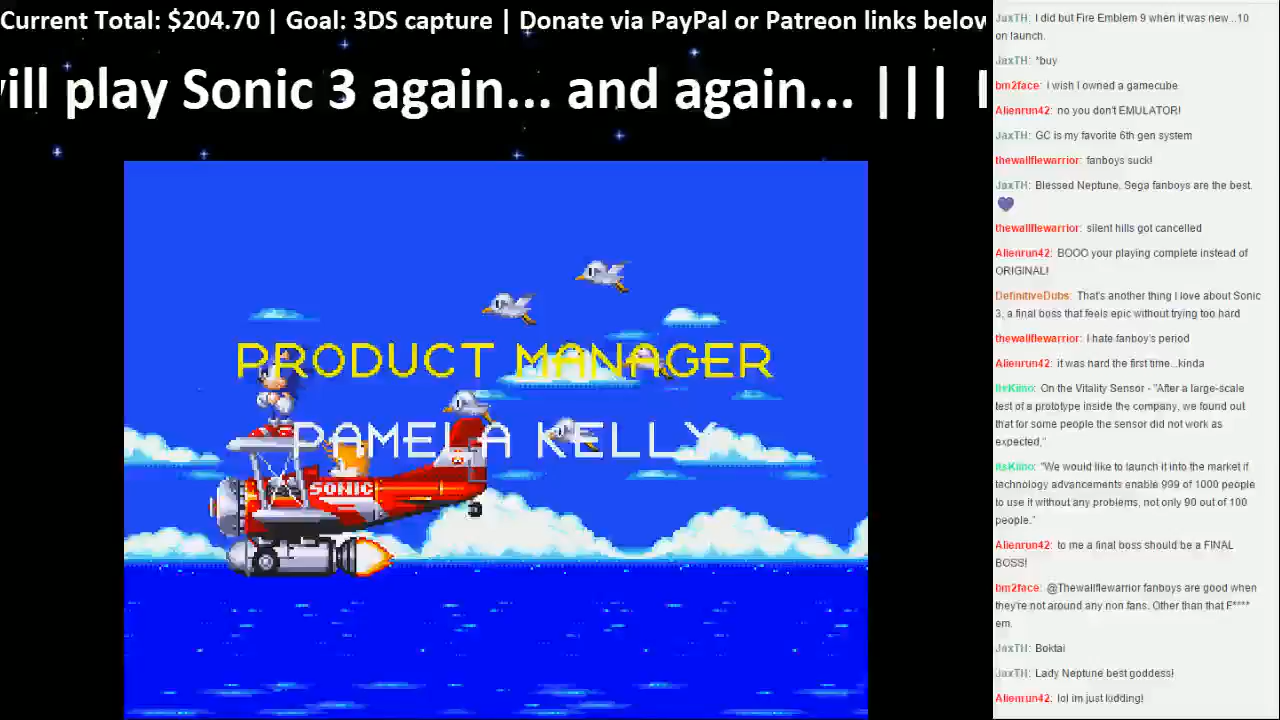 Current Total: $204.70 | Goal: 3DS capture | Donate via PayPal or Patreon links below
will play Sonic 3 again... and again... ||| I
PRODUCT MANAGER
PAMELA KELLY
SONIC
JaxTH: I did but Fire Emblem 9 when it was new...10
on launch.
JaxTH: *buy
bm2face: i wish I owned a gamecube
Alienrun42: no you don't EMULATOR!
JaxTH: GC is my favorite 6th gen system
thewallflewarrior: fanboys suck!
JaxTH: Blessed Neptune, Sega fanboys are the best.
thewallflewarrior: silent hills got cancelled
Alienrun42: BOOO your playing complete instead of
ORIGINAL!
DefinitiveDubs: That's another thing I love about Sonic
3, a final boss that feels epic without trying too hard
thewallflewarrior: I hate fanboy's period
Alienrun42: it was hard the first time...kinda
ItsKiino: On the Vitality Sensor - "After a large-scale
test of a prototype inside the company, we found out
that for some people the sensor did not work as
expected,"
ItsKiino: "We would like to launch it into the market if
technology advancements enable 999 of 1000 people
to use it without any problems, not only 90 out of 100
people."
Alienrun42: to me a final boss should be a FINAL
BOSS!
bm2face: @Thewallflewarrior fanboys are good when
they're not around any non fans. Other than that F****
em.
JaxTH: Boktai
JaxTH: Lady Neptune best goddess!
Alienrun42: lol im just kidding!